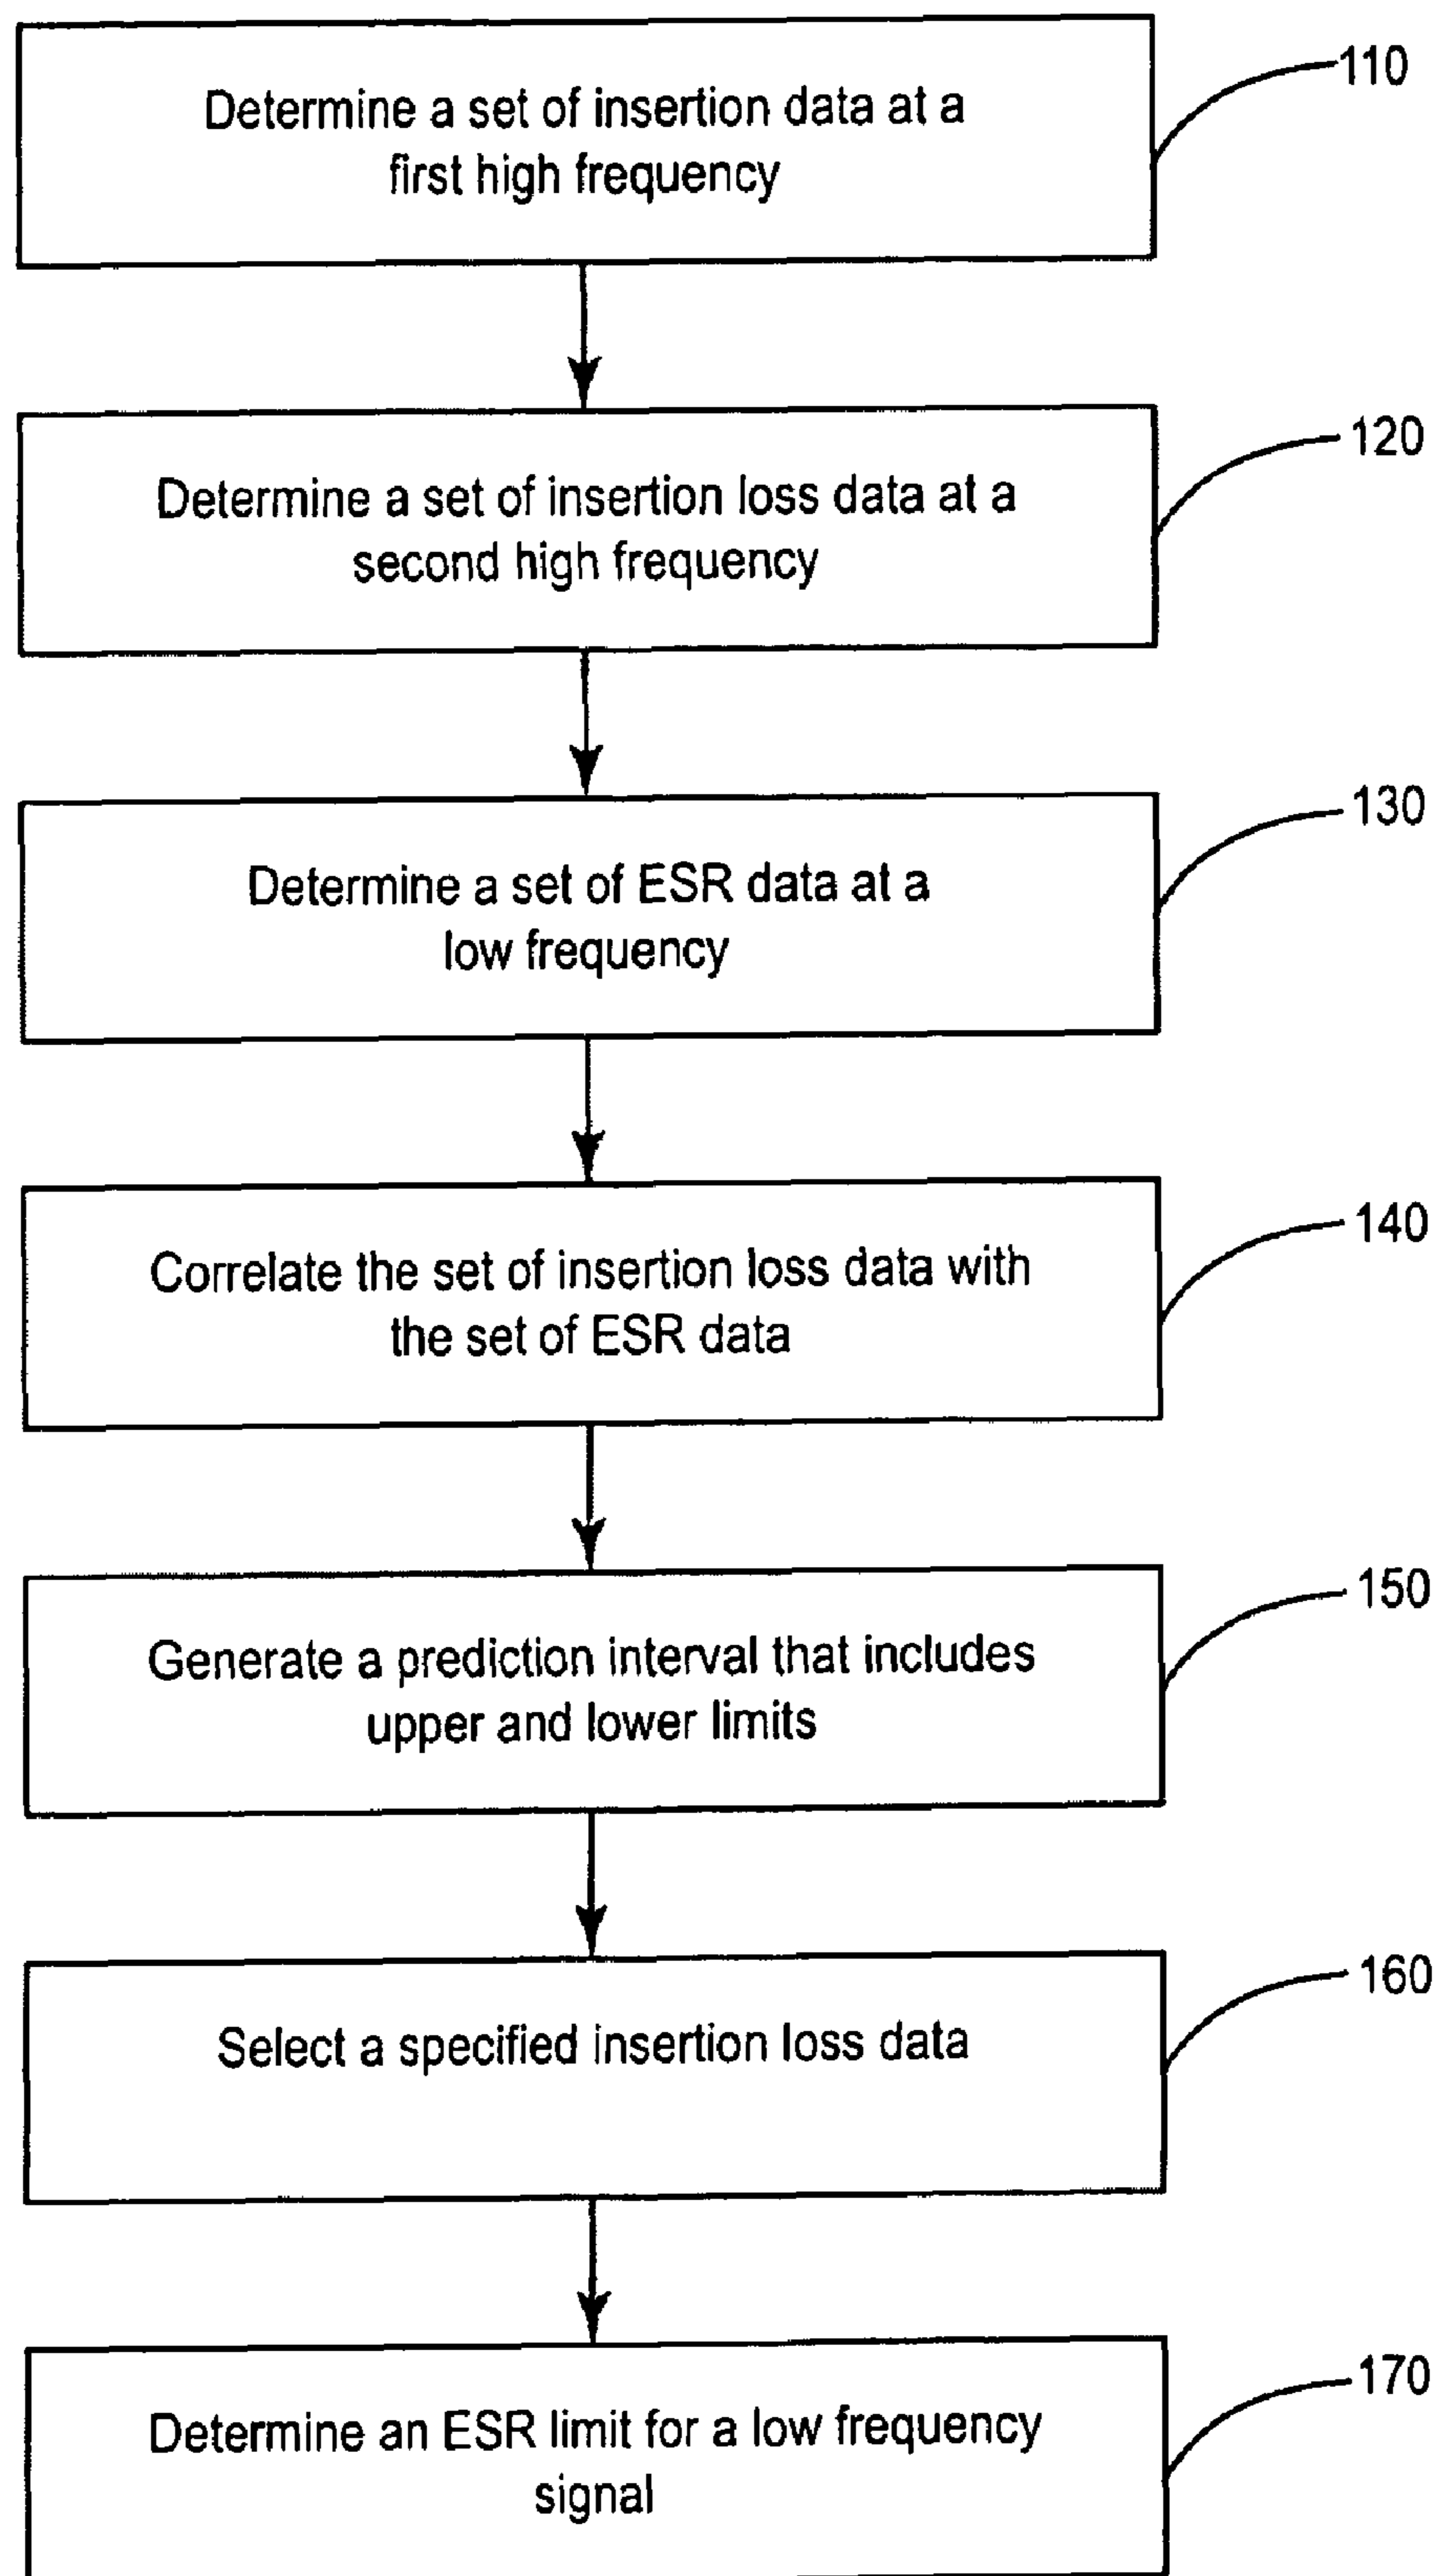 Determine a set of insertion data at a
first high frequency
110
Determine a set of insertion loss data at a
second high frequency
120
Determine a set of ESR data at a
low frequency
130
Correlate the set of insertion loss data with
the set of ESR data
140
Generate a prediction interval that includes
upper and lower limits
150
Select a specified insertion loss data
160
Determine an ESR limit for a low frequency
signal
170